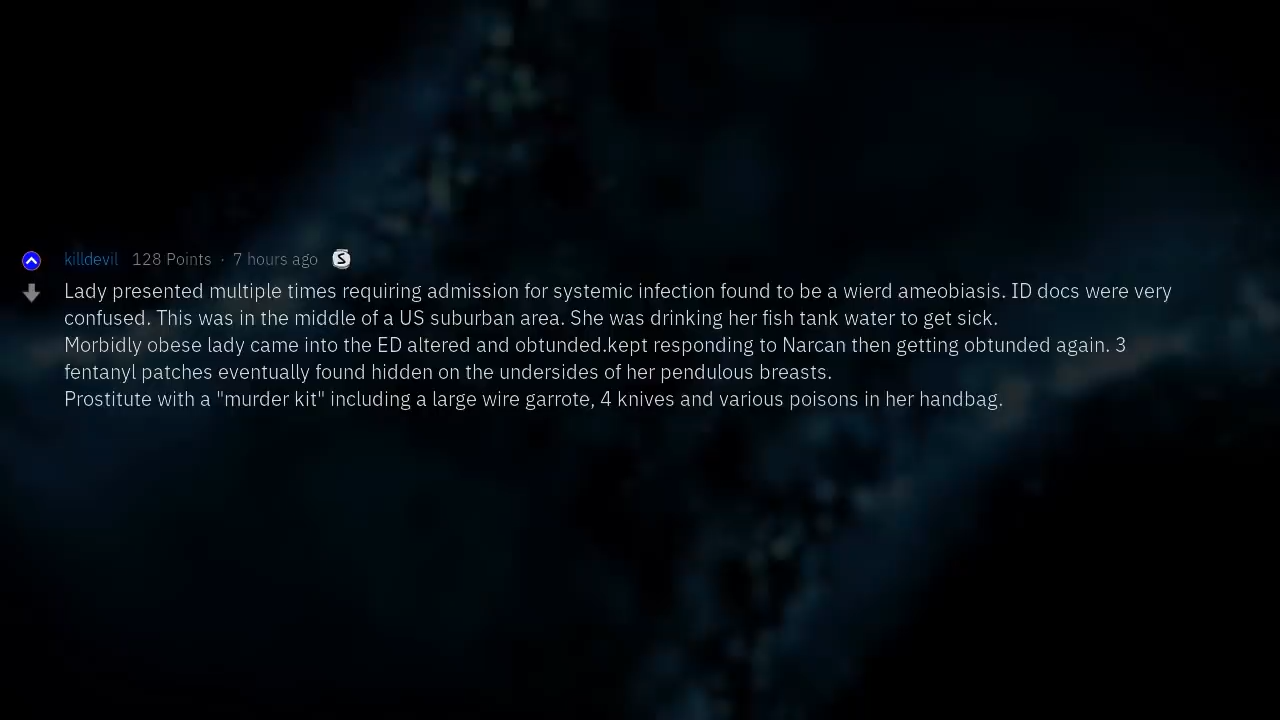 killdevil 128 Points · 7 hours ago S
Lady presented multiple times requiring admission for systemic infection found to be a wierd ameobiasis. ID docs were very
confused. This was in the middle of a US suburban area. She was drinking her fish tank water to get sick.
Morbidly obese lady came into the ED altered and obtunded.kept responding to Narcan then getting obtunded again. 3
fentanyl patches eventually found hidden on the undersides of her pendulous breasts.
Prostitute with a "murder kit" including a large wire garrote, 4 knives and various poisons in her handbag.